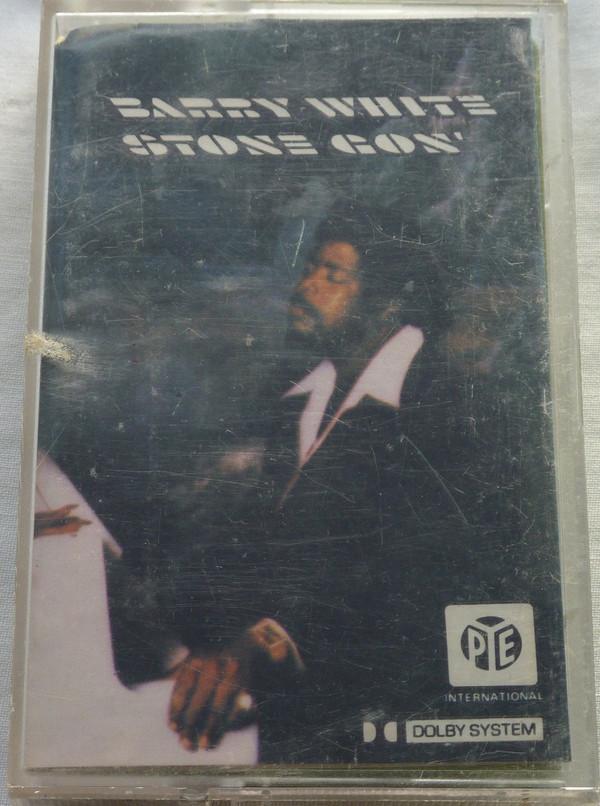 BARRY WHITE
STONE GON'
PYE
INTERNATIONAL
DOLBY SYSTEM